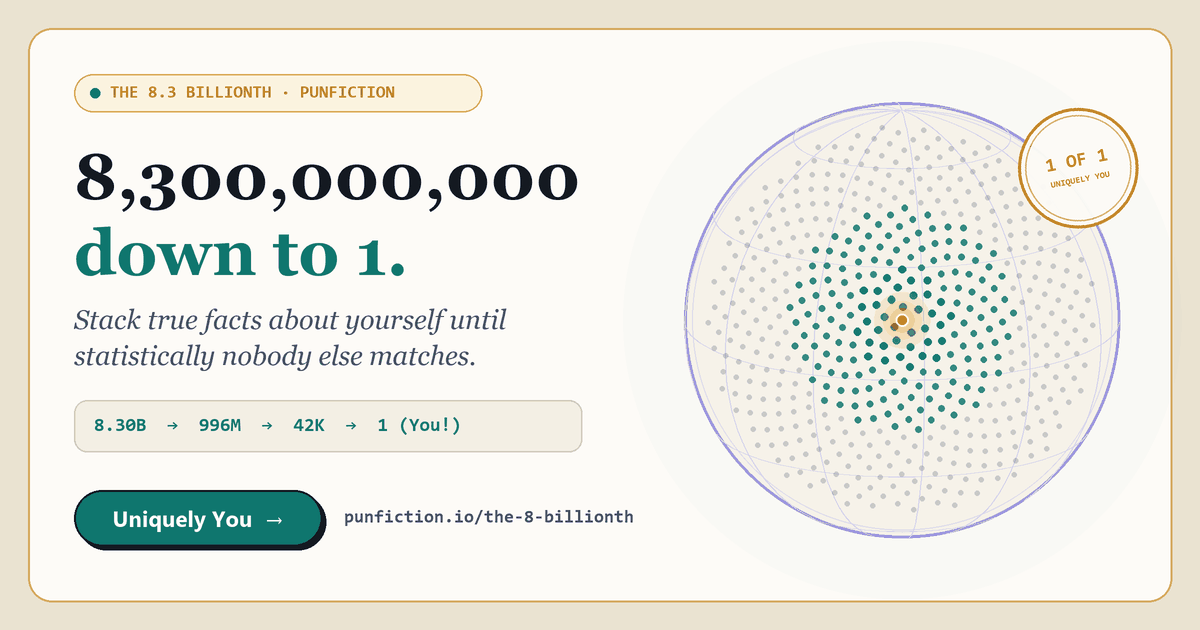 THE 8.3 BILLIONTH · PUNFICTION
8,300,000,000
down to 1.
Stack true facts about yourself until
statistically nobody else matches.
8.30B → 996M → 42K → 1 (You!)
Uniquely You →
punfiction.io/the-8-billionth
1 OF 1
UNIQUELY YOU